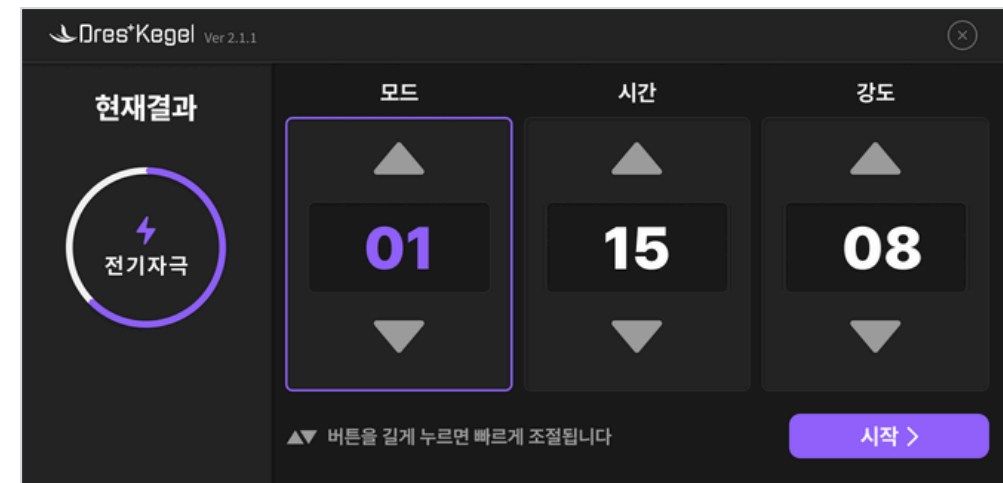 Dres+Kegel Ver 2.1.1
현재결과
전기자극
모드
시간
강도
01
15
08
▲▼ 버튼을 길게 누르면 빠르게 조절됩니다
시작 >